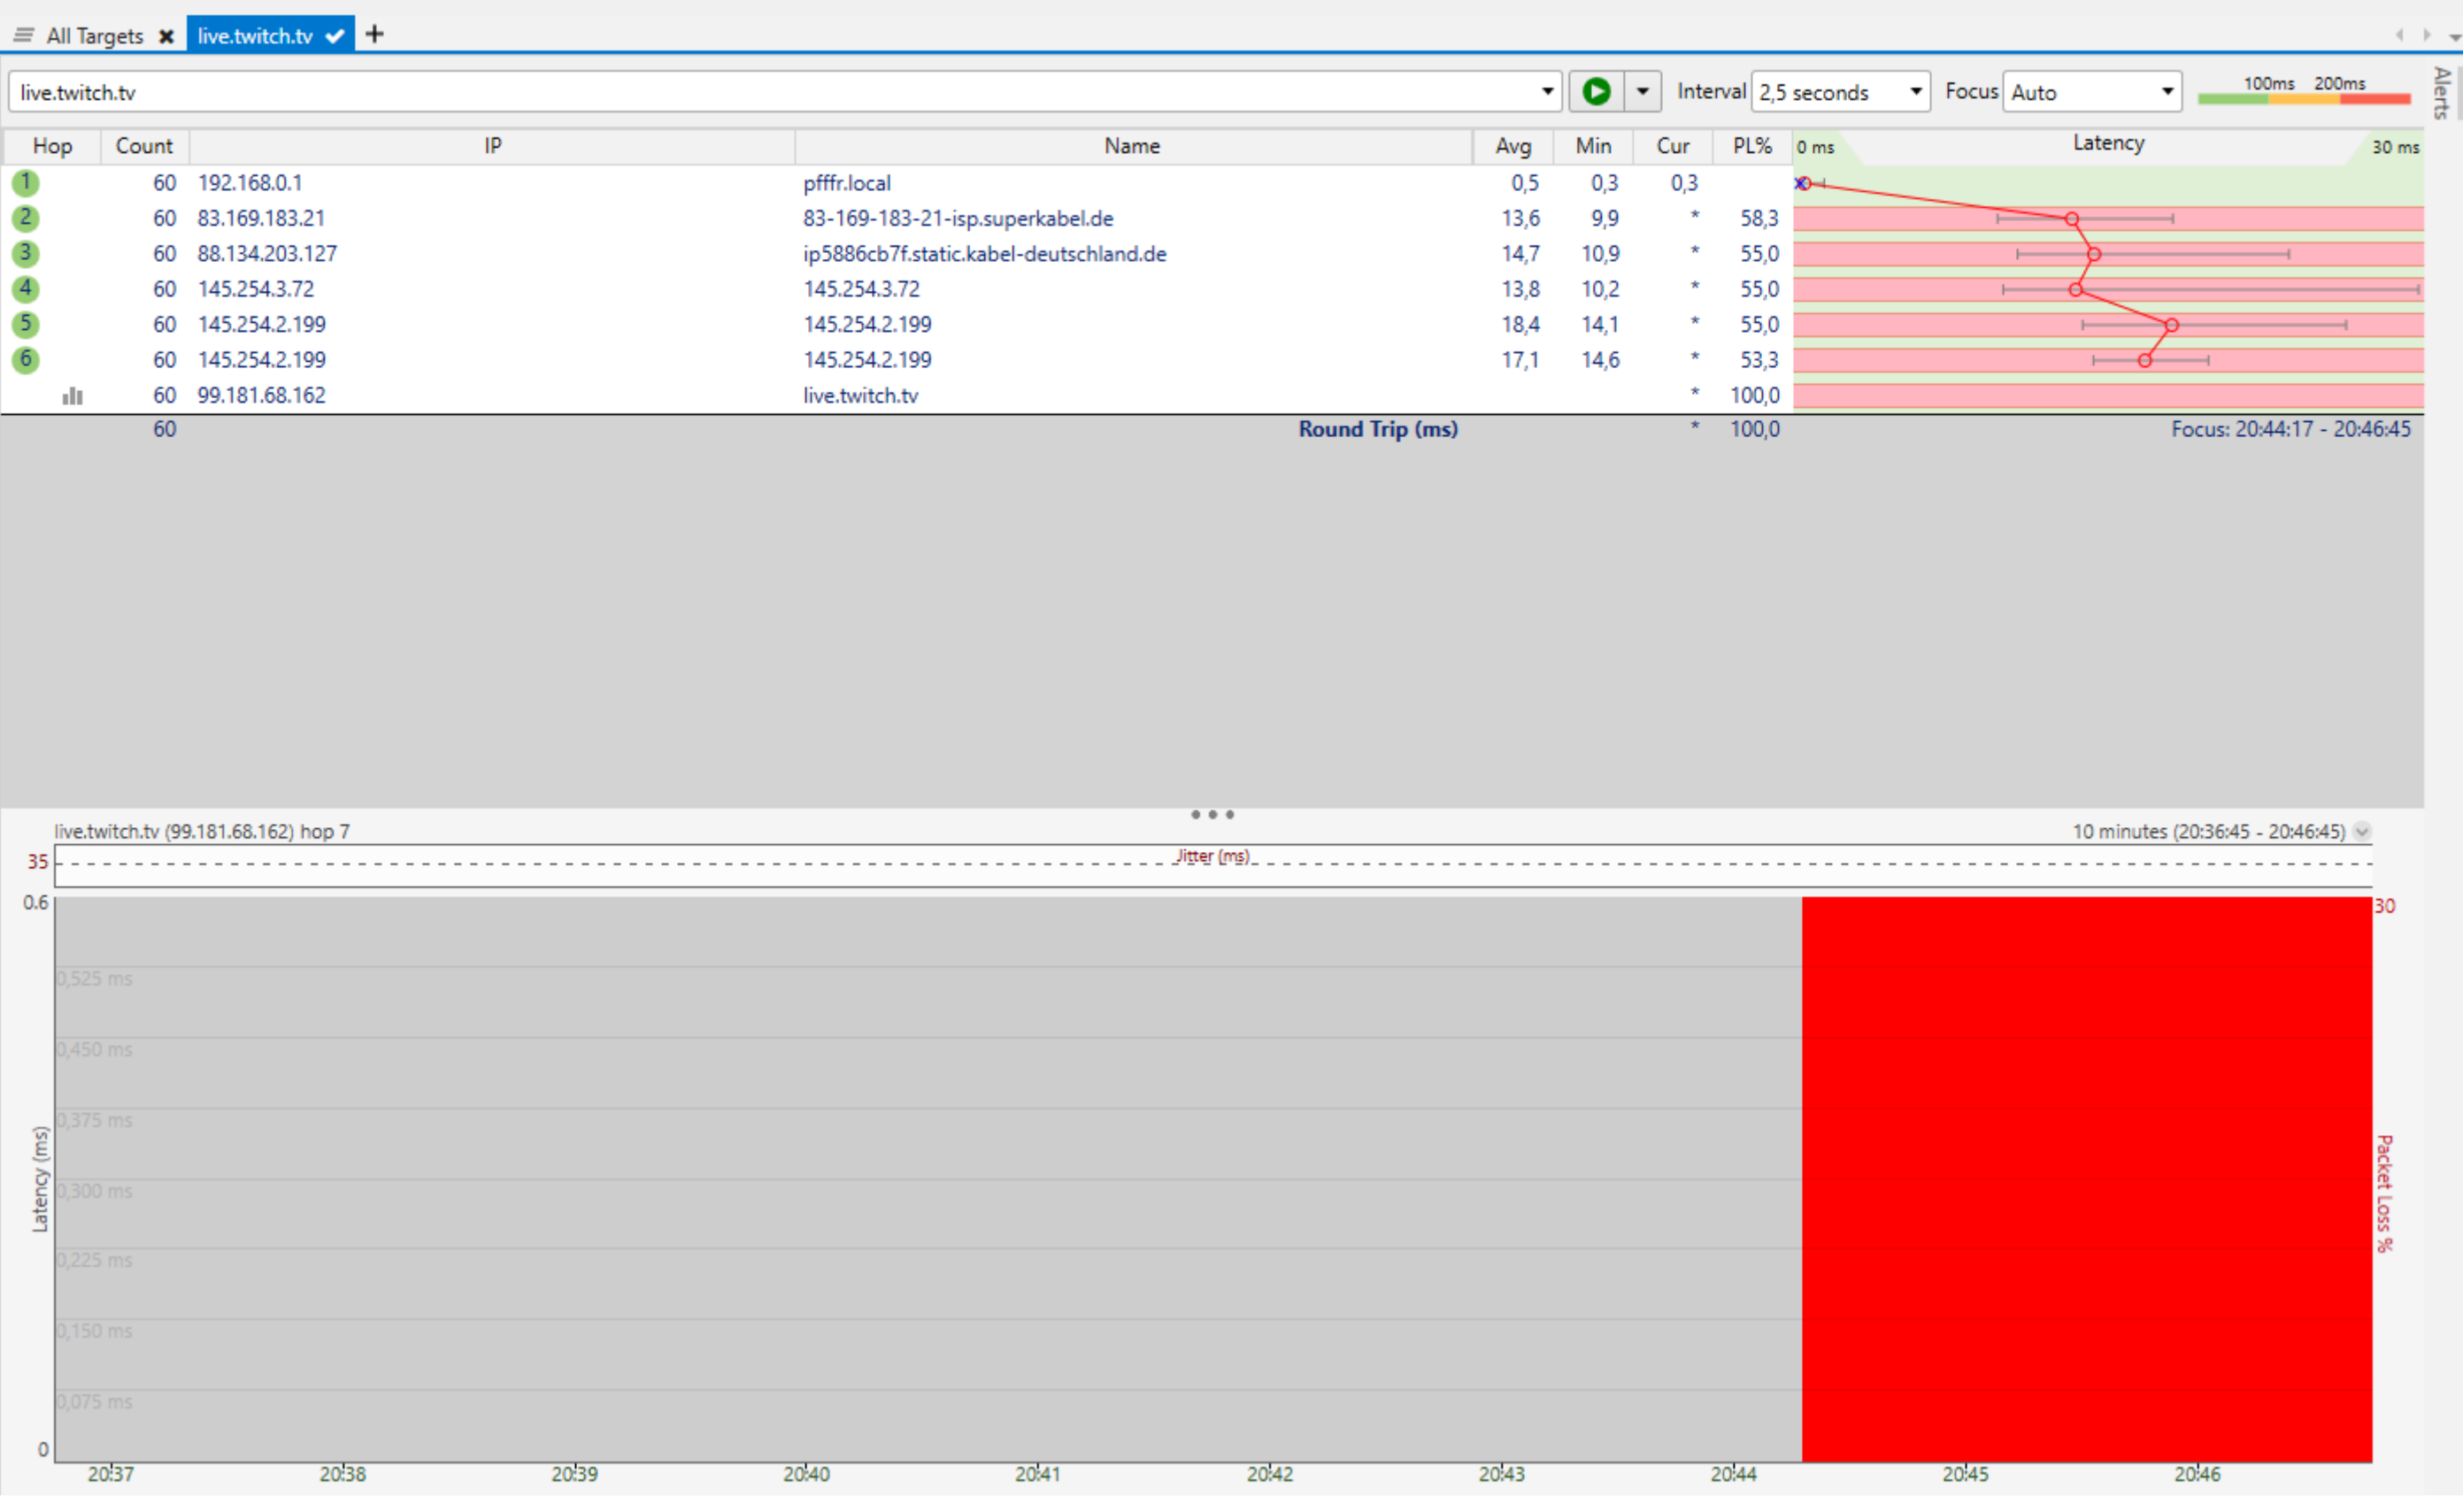 All Targets live.twitch.tv
live.twitch.tv Interval 2,5 seconds Focus Auto 100ms 200ms
Alerts
Hop Count IP Name Avg Min Cur PL% 0 ms Latency 30 ms
1 60 192.168.0.1 pfffr.local 0,5 0,3 0,3
2 60 83.169.183.21 83-169-183-21-isp.superkabel.de 13,6 9,9 * 58,3
3 60 88.134.203.127 ip5886cb7f.static.kabel-deutschland.de 14,7 10,9 * 55,0
4 60 145.254.3.72 145.254.3.72 13,8 10,2 * 55,0
5 60 145.254.2.199 145.254.2.199 18,4 14,1 * 55,0
6 60 145.254.2.199 145.254.2.199 17,1 14,6 * 53,3
60 99.181.68.162 live.twitch.tv * 100,0
60 Round Trip (ms) * 100,0 Focus: 20:44:17 - 20:46:45
live.twitch.tv (99.181.68.162) hop 7 10 minutes (20:36:45 - 20:46:45)
35 Jitter (ms)
0.6 30
0,525 ms
0,450 ms
0,375 ms
0,300 ms
0,225 ms
0,150 ms
0,075 ms
0
Latency (ms)
Packet Loss %
20:37 20:38 20:39 20:40 20:41 20:42 20:43 20:44 20:45 20:46